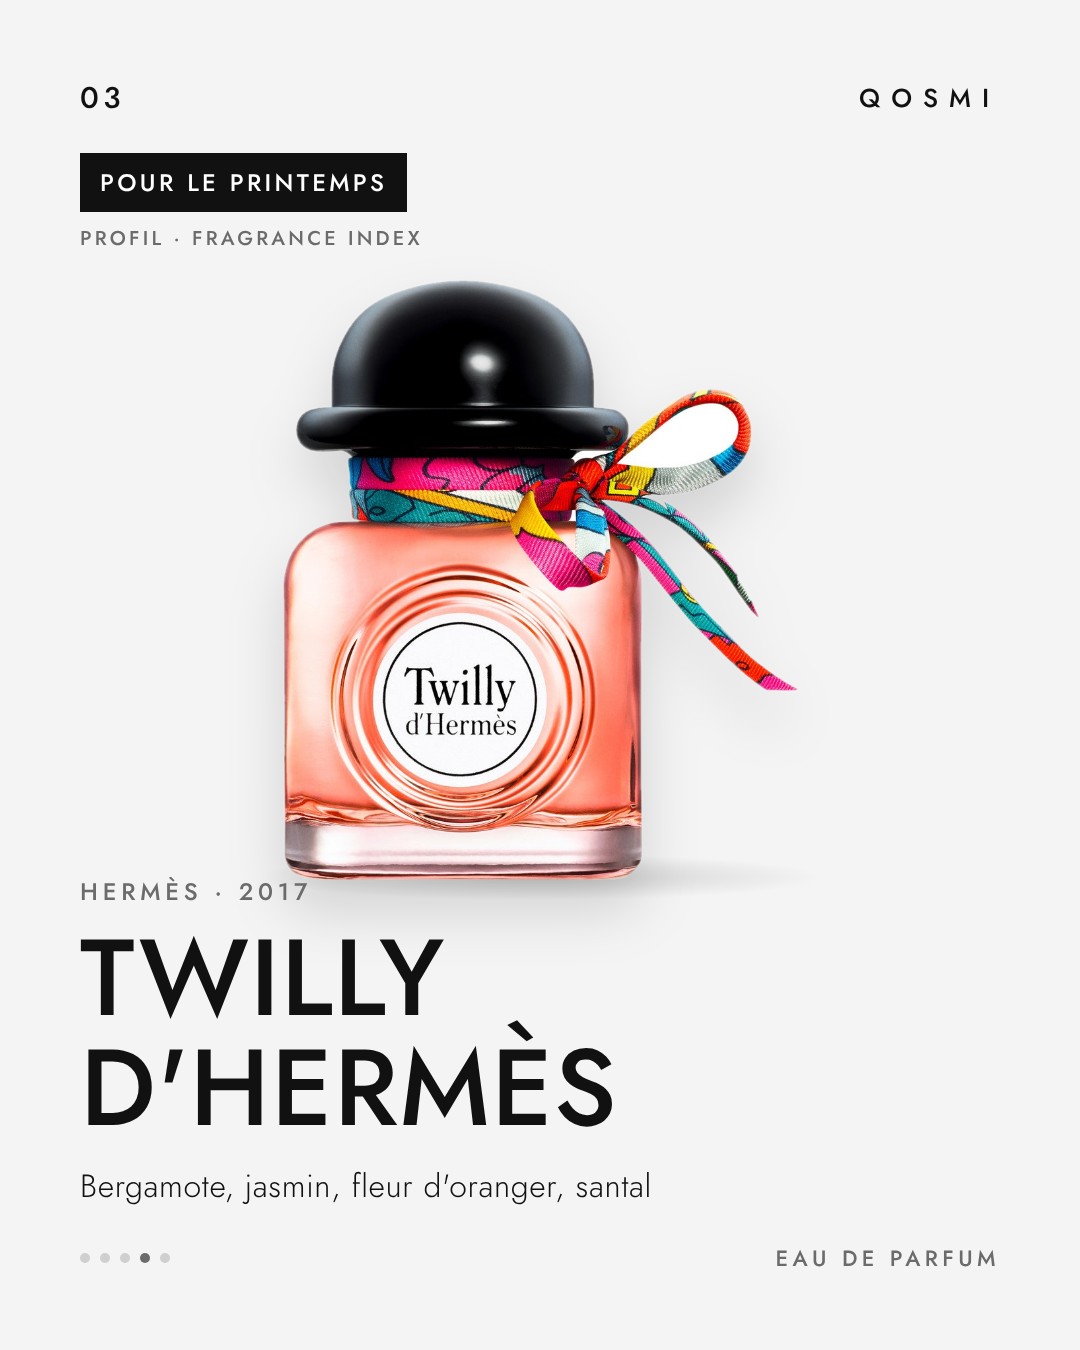 03
QOSMI
POUR LE PRINTEMPS
PROFIL · FRAGRANCE INDEX
Twilly
d'Hermès
HERMÈS · 2017
TWILLY
D'HERMÈS
Bergamote, jasmin, fleur d'oranger, santal
EAU DE PARFUM